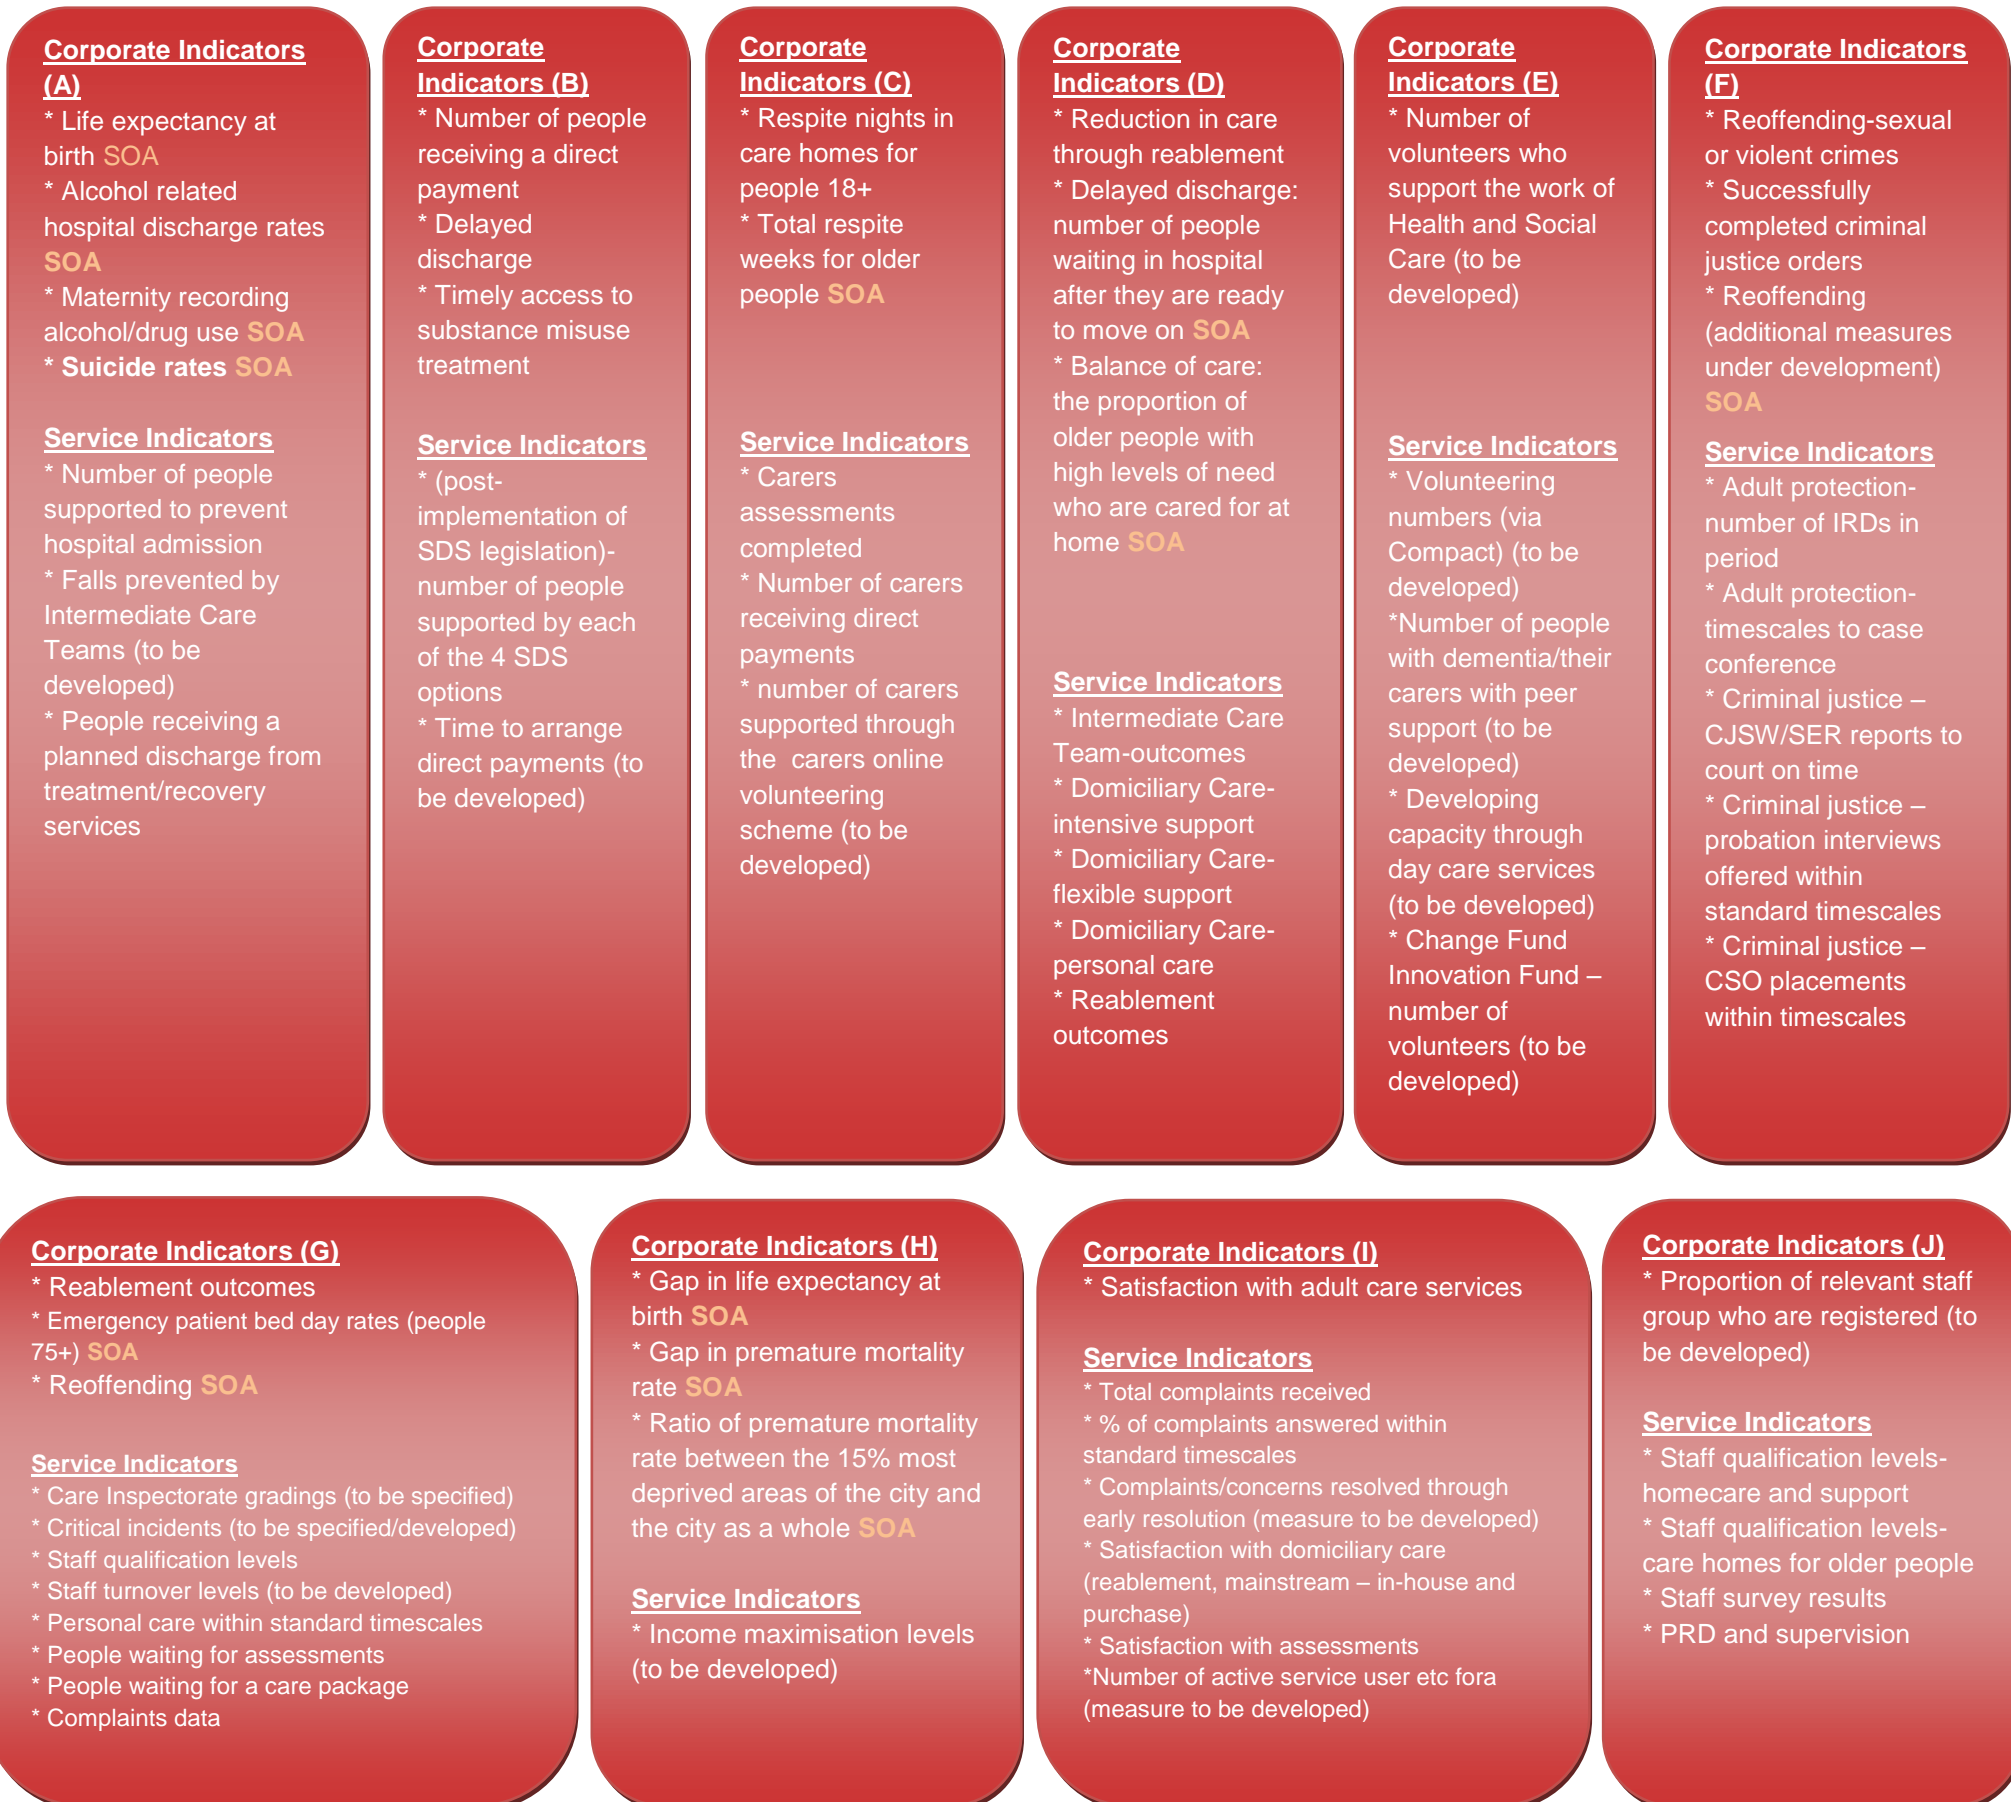 Corporate Indicators
(A)
* Life expectancy at
birth SOA
* Alcohol related
hospital discharge rates
SOA
* Maternity recording
alcohol/drug use SOA
* Suicide rates SOA
Service Indicators
* Number of people
supported to prevent
hospital admission
* Falls prevented by
Intermediate Care
Teams (to be
developed)
* People receiving a
planned discharge from
treatment/recovery
services
Corporate
Indicators (B)
* Number of people
receiving a direct
payment
* Delayed
discharge
* Timely access to
substance misuse
treatment
Service Indicators
* (post-
implementation of
SDS legislation)-
number of people
supported by each
of the 4 SDS
options
* Time to arrange
direct payments (to
be developed)
Corporate
Indicators (C)
* Respite nights in
care homes for
people 18+
* Total respite
weeks for older
people SOA
Service Indicators
* Carers
assessments
completed
* Number of carers
receiving direct
payments
* number of carers
supported through
the  carers online
volunteering
scheme (to be
developed)
Corporate
Indicators (D)
* Reduction in care
through reablement
* Delayed discharge:
number of people
waiting in hospital
after they are ready
to move on SOA
* Balance of care:
the proportion of
older people with
high levels of need
who are cared for at
home SOA
Service Indicators
* Intermediate Care
Team-outcomes
* Domiciliary Care-
intensive support
* Domiciliary Care-
flexible support
* Domiciliary Care-
personal care
* Reablement
outcomes
Corporate
Indicators (E)
* Number of
volunteers who
support the work of
Health and Social
Care (to be
developed)
Service Indicators
* Volunteering
numbers (via
Compact) (to be
developed)
*Number of people
with dementia/their
carers with peer
support (to be
developed)
* Developing
capacity through
day care services
(to be developed)
* Change Fund
Innovation Fund –
number of
volunteers (to be
developed)
Corporate Indicators
(F)
* Reoffending-sexual
or violent crimes
* Successfully
completed criminal
justice orders
* Reoffending
(additional measures
under development)
SOA
Service Indicators
* Adult protection-
number of IRDs in
period
* Adult protection-
timescales to case
conference
* Criminal justice –
CJSW/SER reports to
court on time
* Criminal justice –
probation interviews
offered within
standard timescales
* Criminal justice –
CSO placements
within timescales
Corporate Indicators (G)
* Reablement outcomes
* Emergency patient bed day rates (people
75+) SOA
* Reoffending SOA
Service Indicators
* Care Inspectorate gradings (to be specified)
* Critical incidents (to be specified/developed)
* Staff qualification levels
* Staff turnover levels (to be developed)
* Personal care within standard timescales
* People waiting for assessments
* People waiting for a care package
* Complaints data
Corporate Indicators (H)
* Gap in life expectancy at
birth SOA
* Gap in premature mortality
rate SOA
* Ratio of premature mortality
rate between the 15% most
deprived areas of the city and
the city as a whole SOA
Service Indicators
* Income maximisation levels
(to be developed)
Corporate Indicators (I)
* Satisfaction with adult care services
Service Indicators
* Total complaints received
* % of complaints answered within
standard timescales
* Complaints/concerns resolved through
early resolution (measure to be developed)
* Satisfaction with domiciliary care
(reablement, mainstream – in-house and
purchase)
* Satisfaction with assessments
*Number of active service user etc fora
(measure to be developed)
Corporate Indicators (J)
* Proportion of relevant staff
group who are registered (to
be developed)
Service Indicators
* Staff qualification levels-
homecare and support
* Staff qualification levels-
care homes for older people
* Staff survey results
* PRD and supervision